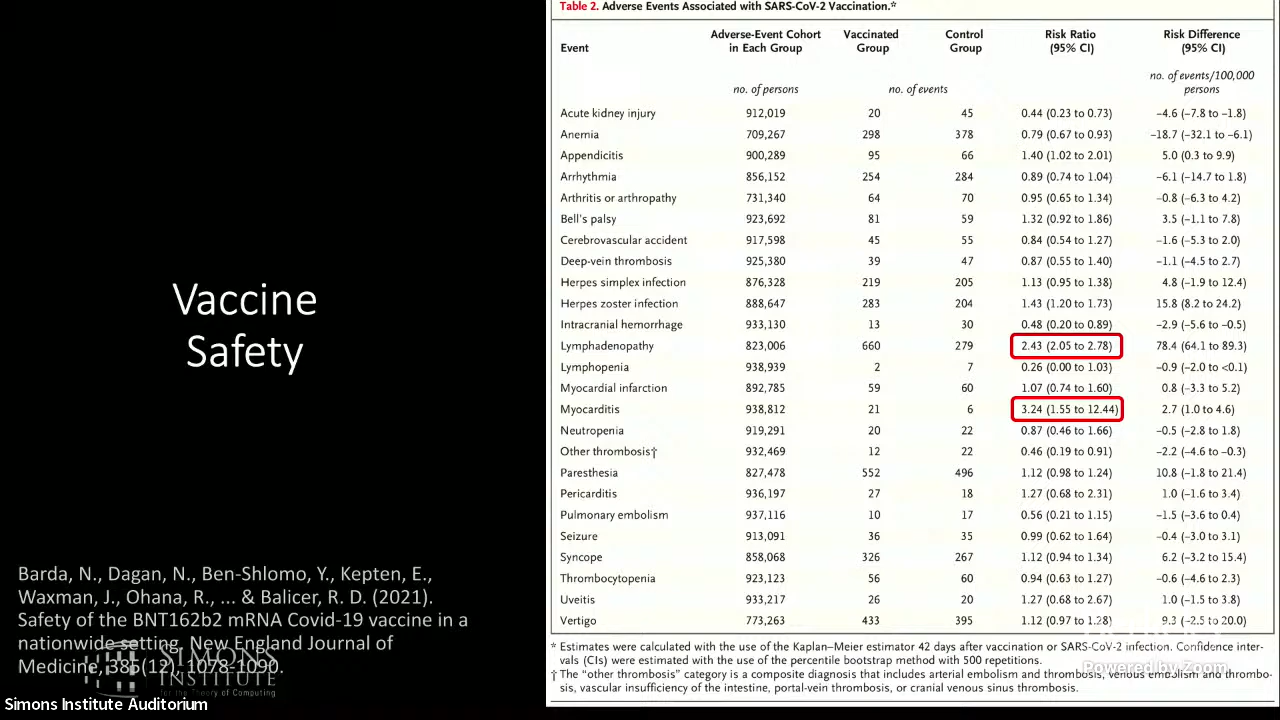 Vaccine
Safety
Barda, N., Dagan, N., Ben-Shlomo, Y., Kepten, E.,
Waxman, J., Ohana, R., ... & Balicer, R. D. (2021).
Safety of the BNT162b2 mRNA Covid-19 vaccine in a
nationwide setting. New England Journal of
Medicine, 385(12), 1078-1090.
SIMONS
INSTITUTE
for the Theory of Computing
Simons Institute Auditorium
Table 2. Adverse Events Associated with SARS-CoV-2 Vaccination.*
Event Adverse-Event Cohort in Each Group Vaccinated Group Control Group Risk Ratio (95% CI) Risk Difference (95% CI)
no. of persons no. of events no. of events/100,000 persons
Acute kidney injury 912,019 20 45 0.44 (0.23 to 0.73) −4.6 (−7.8 to −1.8)
Anemia 709,267 298 378 0.79 (0.67 to 0.93) −18.7 (−32.1 to −6.1)
Appendicitis 900,289 95 66 1.40 (1.02 to 2.01) 5.0 (0.3 to 9.9)
Arrhythmia 856,152 254 284 0.89 (0.74 to 1.04) −6.1 (−14.7 to 1.8)
Arthritis or arthropathy 731,340 64 70 0.95 (0.65 to 1.34) −0.8 (−6.3 to 4.2)
Bell's palsy 923,692 81 59 1.32 (0.92 to 1.86) 3.5 (−1.1 to 7.8)
Cerebrovascular accident 917,598 45 55 0.84 (0.54 to 1.27) −1.6 (−5.3 to 2.0)
Deep-vein thrombosis 925,380 39 47 0.87 (0.55 to 1.40) −1.1 (−4.5 to 2.7)
Herpes simplex infection 876,328 219 205 1.13 (0.95 to 1.38) 4.8 (−1.9 to 12.4)
Herpes zoster infection 888,647 283 204 1.43 (1.20 to 1.73) 15.8 (8.2 to 24.2)
Intracranial hemorrhage 933,130 13 30 0.48 (0.20 to 0.89) −2.9 (−5.6 to −0.5)
Lymphadenopathy 823,006 660 279 2.43 (2.05 to 2.78) 78.4 (64.1 to 89.3)
Lymphopenia 938,939 2 7 0.26 (0.00 to 1.03) −0.9 (−2.0 to <0.1)
Myocardial infarction 892,785 59 60 1.07 (0.74 to 1.60) 0.8 (−3.3 to 5.2)
Myocarditis 938,812 21 6 3.24 (1.55 to 12.44) 2.7 (1.0 to 4.6)
Neutropenia 919,291 20 22 0.87 (0.46 to 1.66) −0.5 (−2.8 to 1.8)
Other thrombosis† 932,469 12 22 0.46 (0.19 to 0.91) −2.2 (−4.6 to −0.3)
Paresthesia 827,478 552 496 1.12 (0.98 to 1.24) 10.8 (−1.8 to 21.4)
Pericarditis 936,197 27 18 1.27 (0.68 to 2.31) 1.0 (−1.6 to 3.4)
Pulmonary embolism 937,116 10 17 0.56 (0.21 to 1.15) −1.5 (−3.6 to 0.4)
Seizure 913,091 36 35 0.99 (0.62 to 1.64) −0.4 (−3.0 to 3.1)
Syncope 858,068 326 267 1.12 (0.94 to 1.34) 6.2 (−3.2 to 15.4)
Thrombocytopenia 923,123 56 60 0.94 (0.63 to 1.27) −0.6 (−4.6 to 2.3)
Uveitis 933,217 26 20 1.27 (0.68 to 2.67) 1.0 (−1.5 to 3.8)
Vertigo 773,263 433 395 1.12 (0.97 to 1.28) 9.3 (−2.5 to 20.0)
* Estimates were calculated with the use of the Kaplan–Meier estimator 42 days after vaccination or SARS-CoV-2 infection. Confidence inter-
vals (CIs) were estimated with the use of the percentile bootstrap method with 500 repetitions.
† The “other thrombosis” category is a composite diagnosis that includes arterial embolism and thrombosis, venous embolism and thrombo-
sis, vascular insufficiency of the intestine, portal-vein thrombosis, or cranial venous sinus thrombosis.
Powered by Zoom